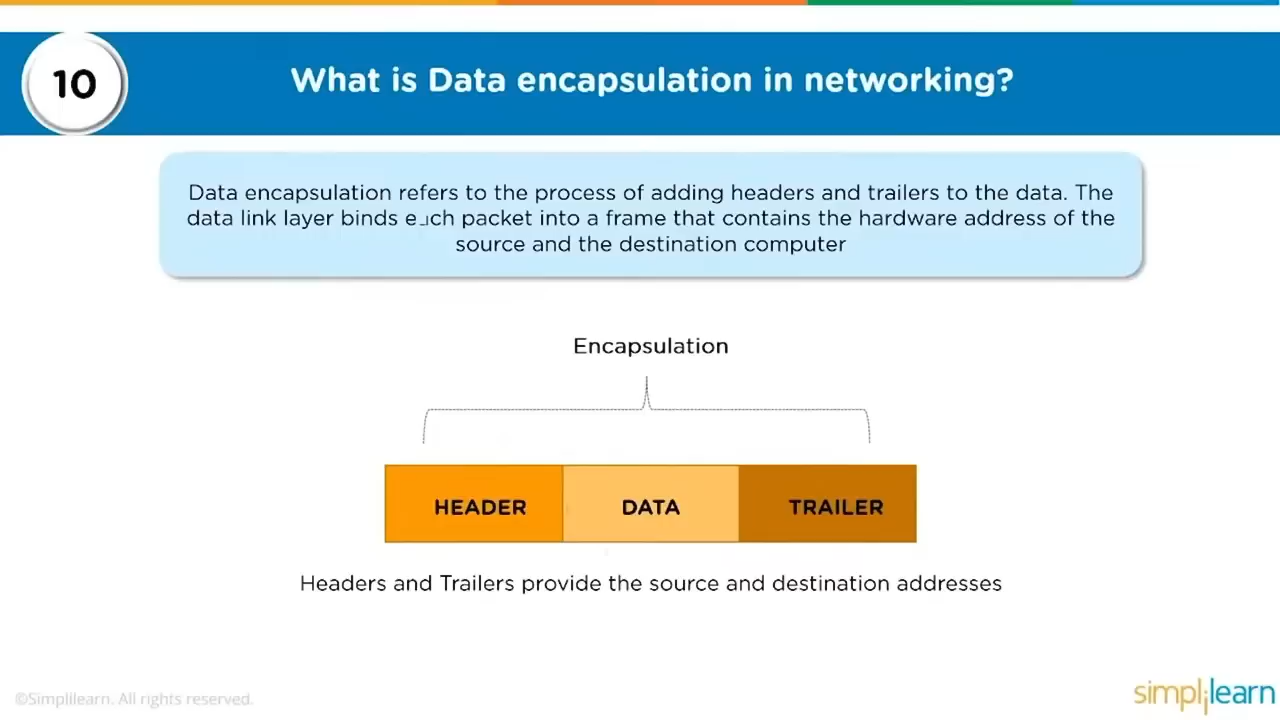 10
What is Data encapsulation in networking?
Data encapsulation refers to the process of adding headers and trailers to the data. The
data link layer binds each packet into a frame that contains the hardware address of the
source and the destination computer
Encapsulation
HEADER DATA TRAILER
Headers and Trailers provide the source and destination addresses
©Simplilearn. All rights reserved.
simplilearn